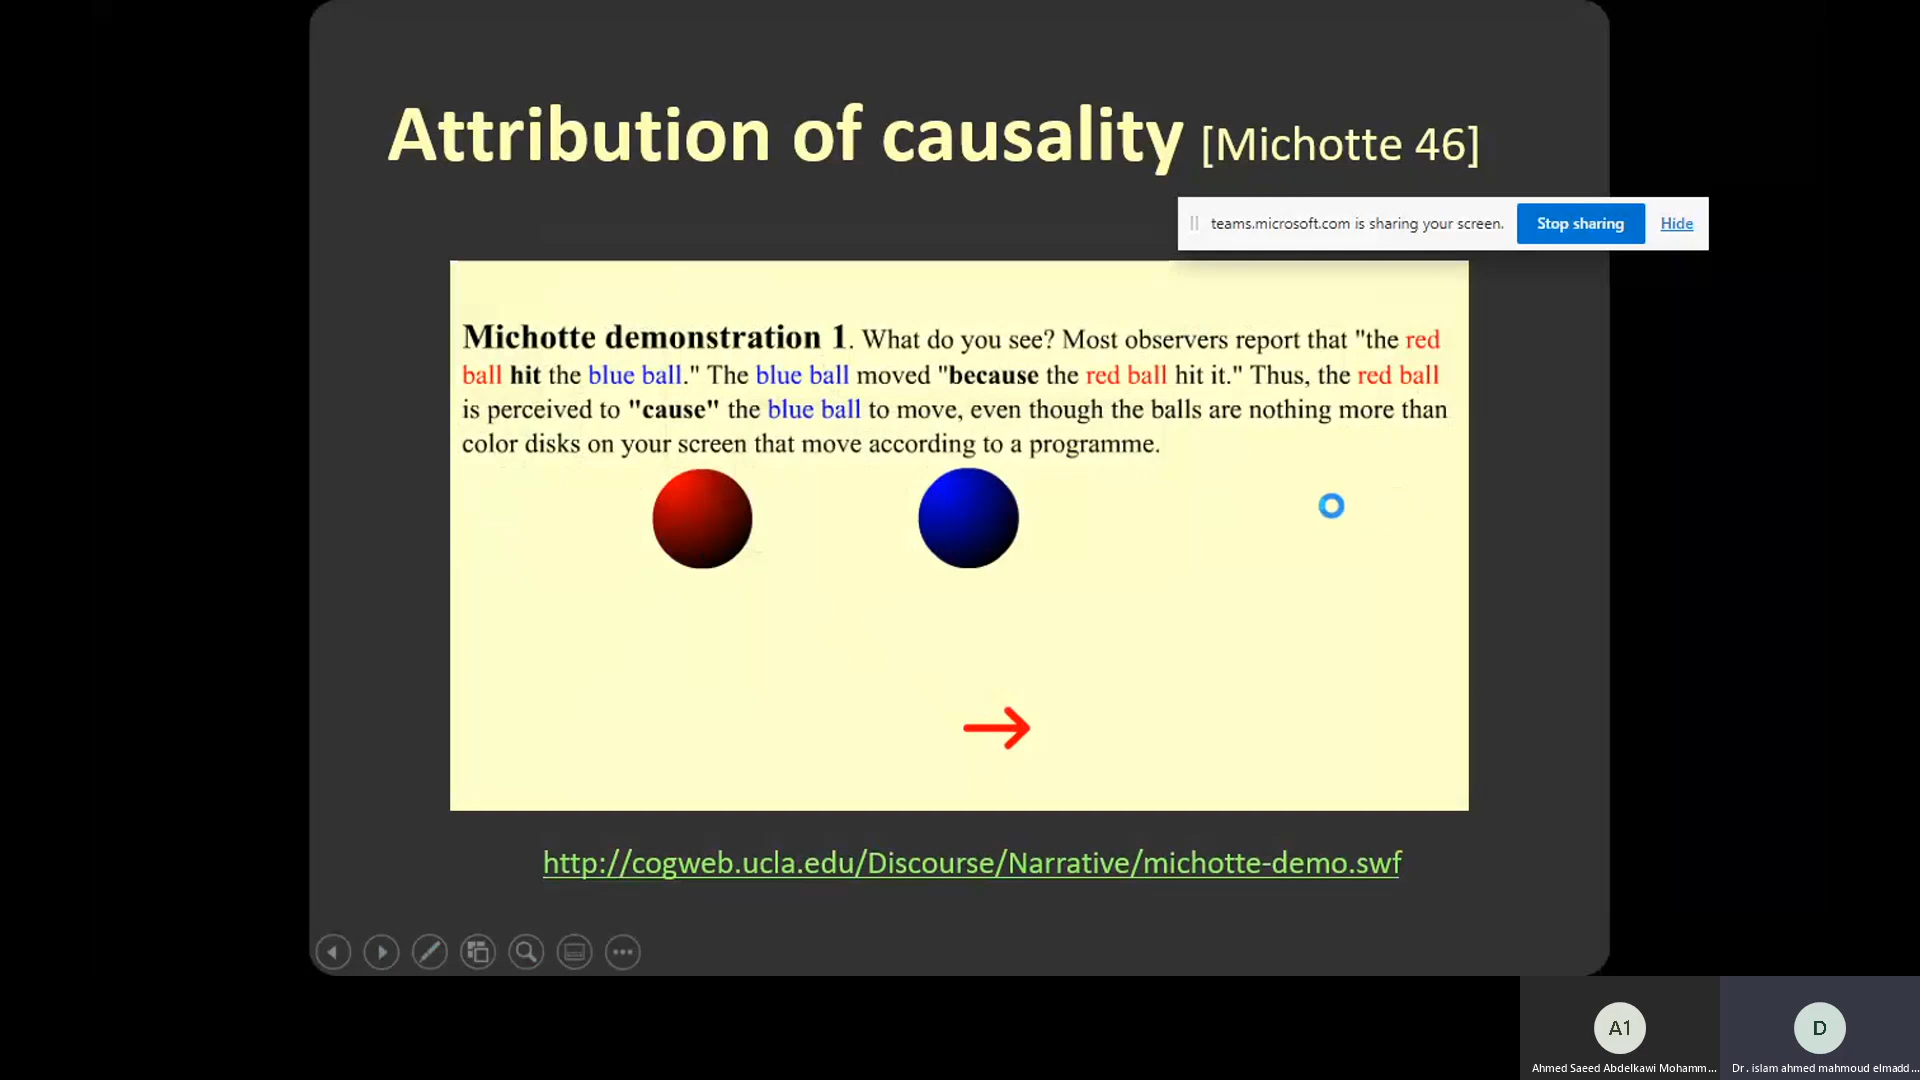 Attribution of causality [Michotte 46]
teams.microsoft.com is sharing your screen.
Stop sharing
Hide
Michotte demonstration 1. What do you see? Most observers report that "the red
ball hit the blue ball." The blue ball moved "because the red ball hit it." Thus, the red ball
is perceived to "cause" the blue ball to move, even though the balls are nothing more than
color disks on your screen that move according to a programme.
http://cogweb.ucla.edu/Discourse/Narrative/michotte-demo.swf
A1
D
Ahmed Saeed Abdelkawi Mohamm...
Dr. islam ahmed mahmoud elmadd...